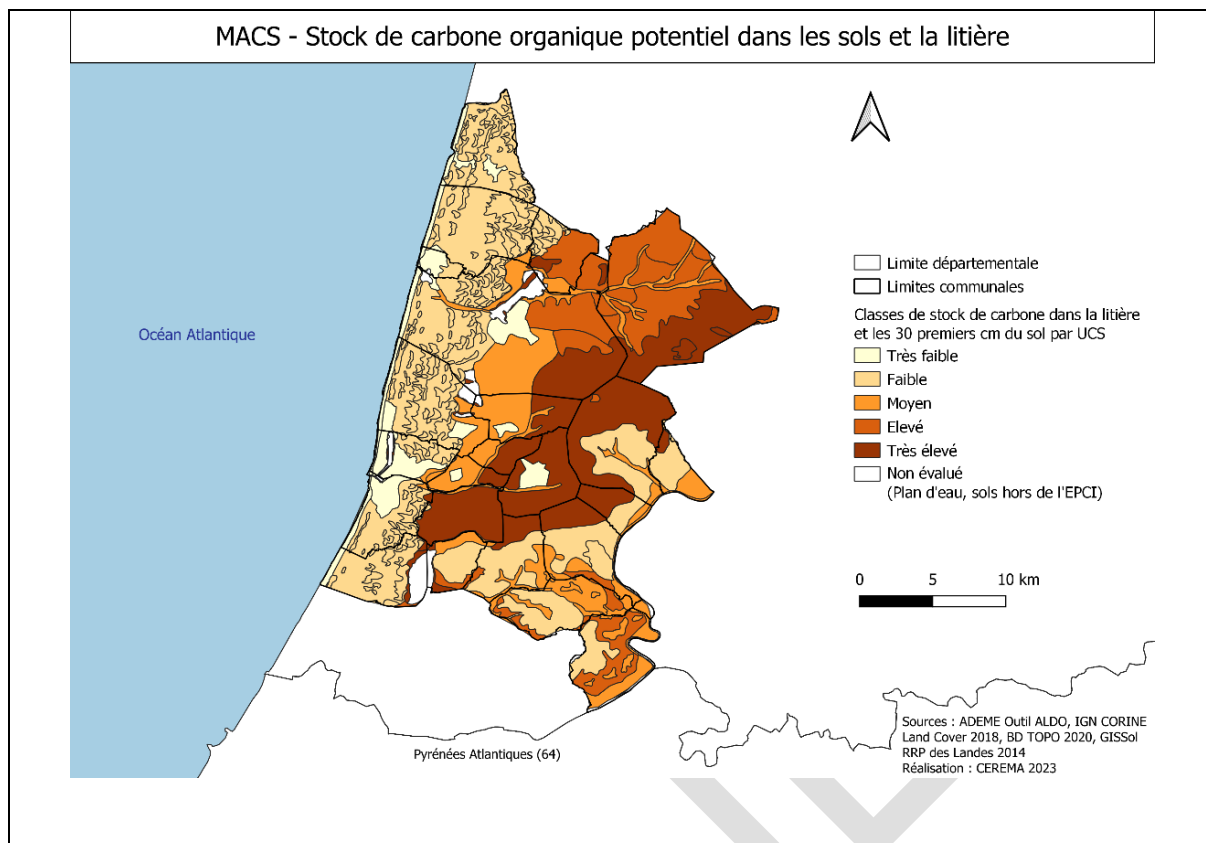 MACS - Stock de carbone organique potentiel dans les sols et la litière
Océan Atlantique
Limite départementale
Limites communales
Classes de stock de carbone dans la litière
et les 30 premiers cm du sol par UCS
Très faible
Faible
Moyen
Elevé
Très élevé
Non évalué
(Plan d'eau, sols hors de l'EPCI)
0 5 10 km
Pyrénées Atlantiques (64)
Sources : ADEME Outil ALDO, IGN CORINE
Land Cover 2018, BD TOPO 2020, GISSol
RRP des Landes 2014
Réalisation : CEREMA 2023